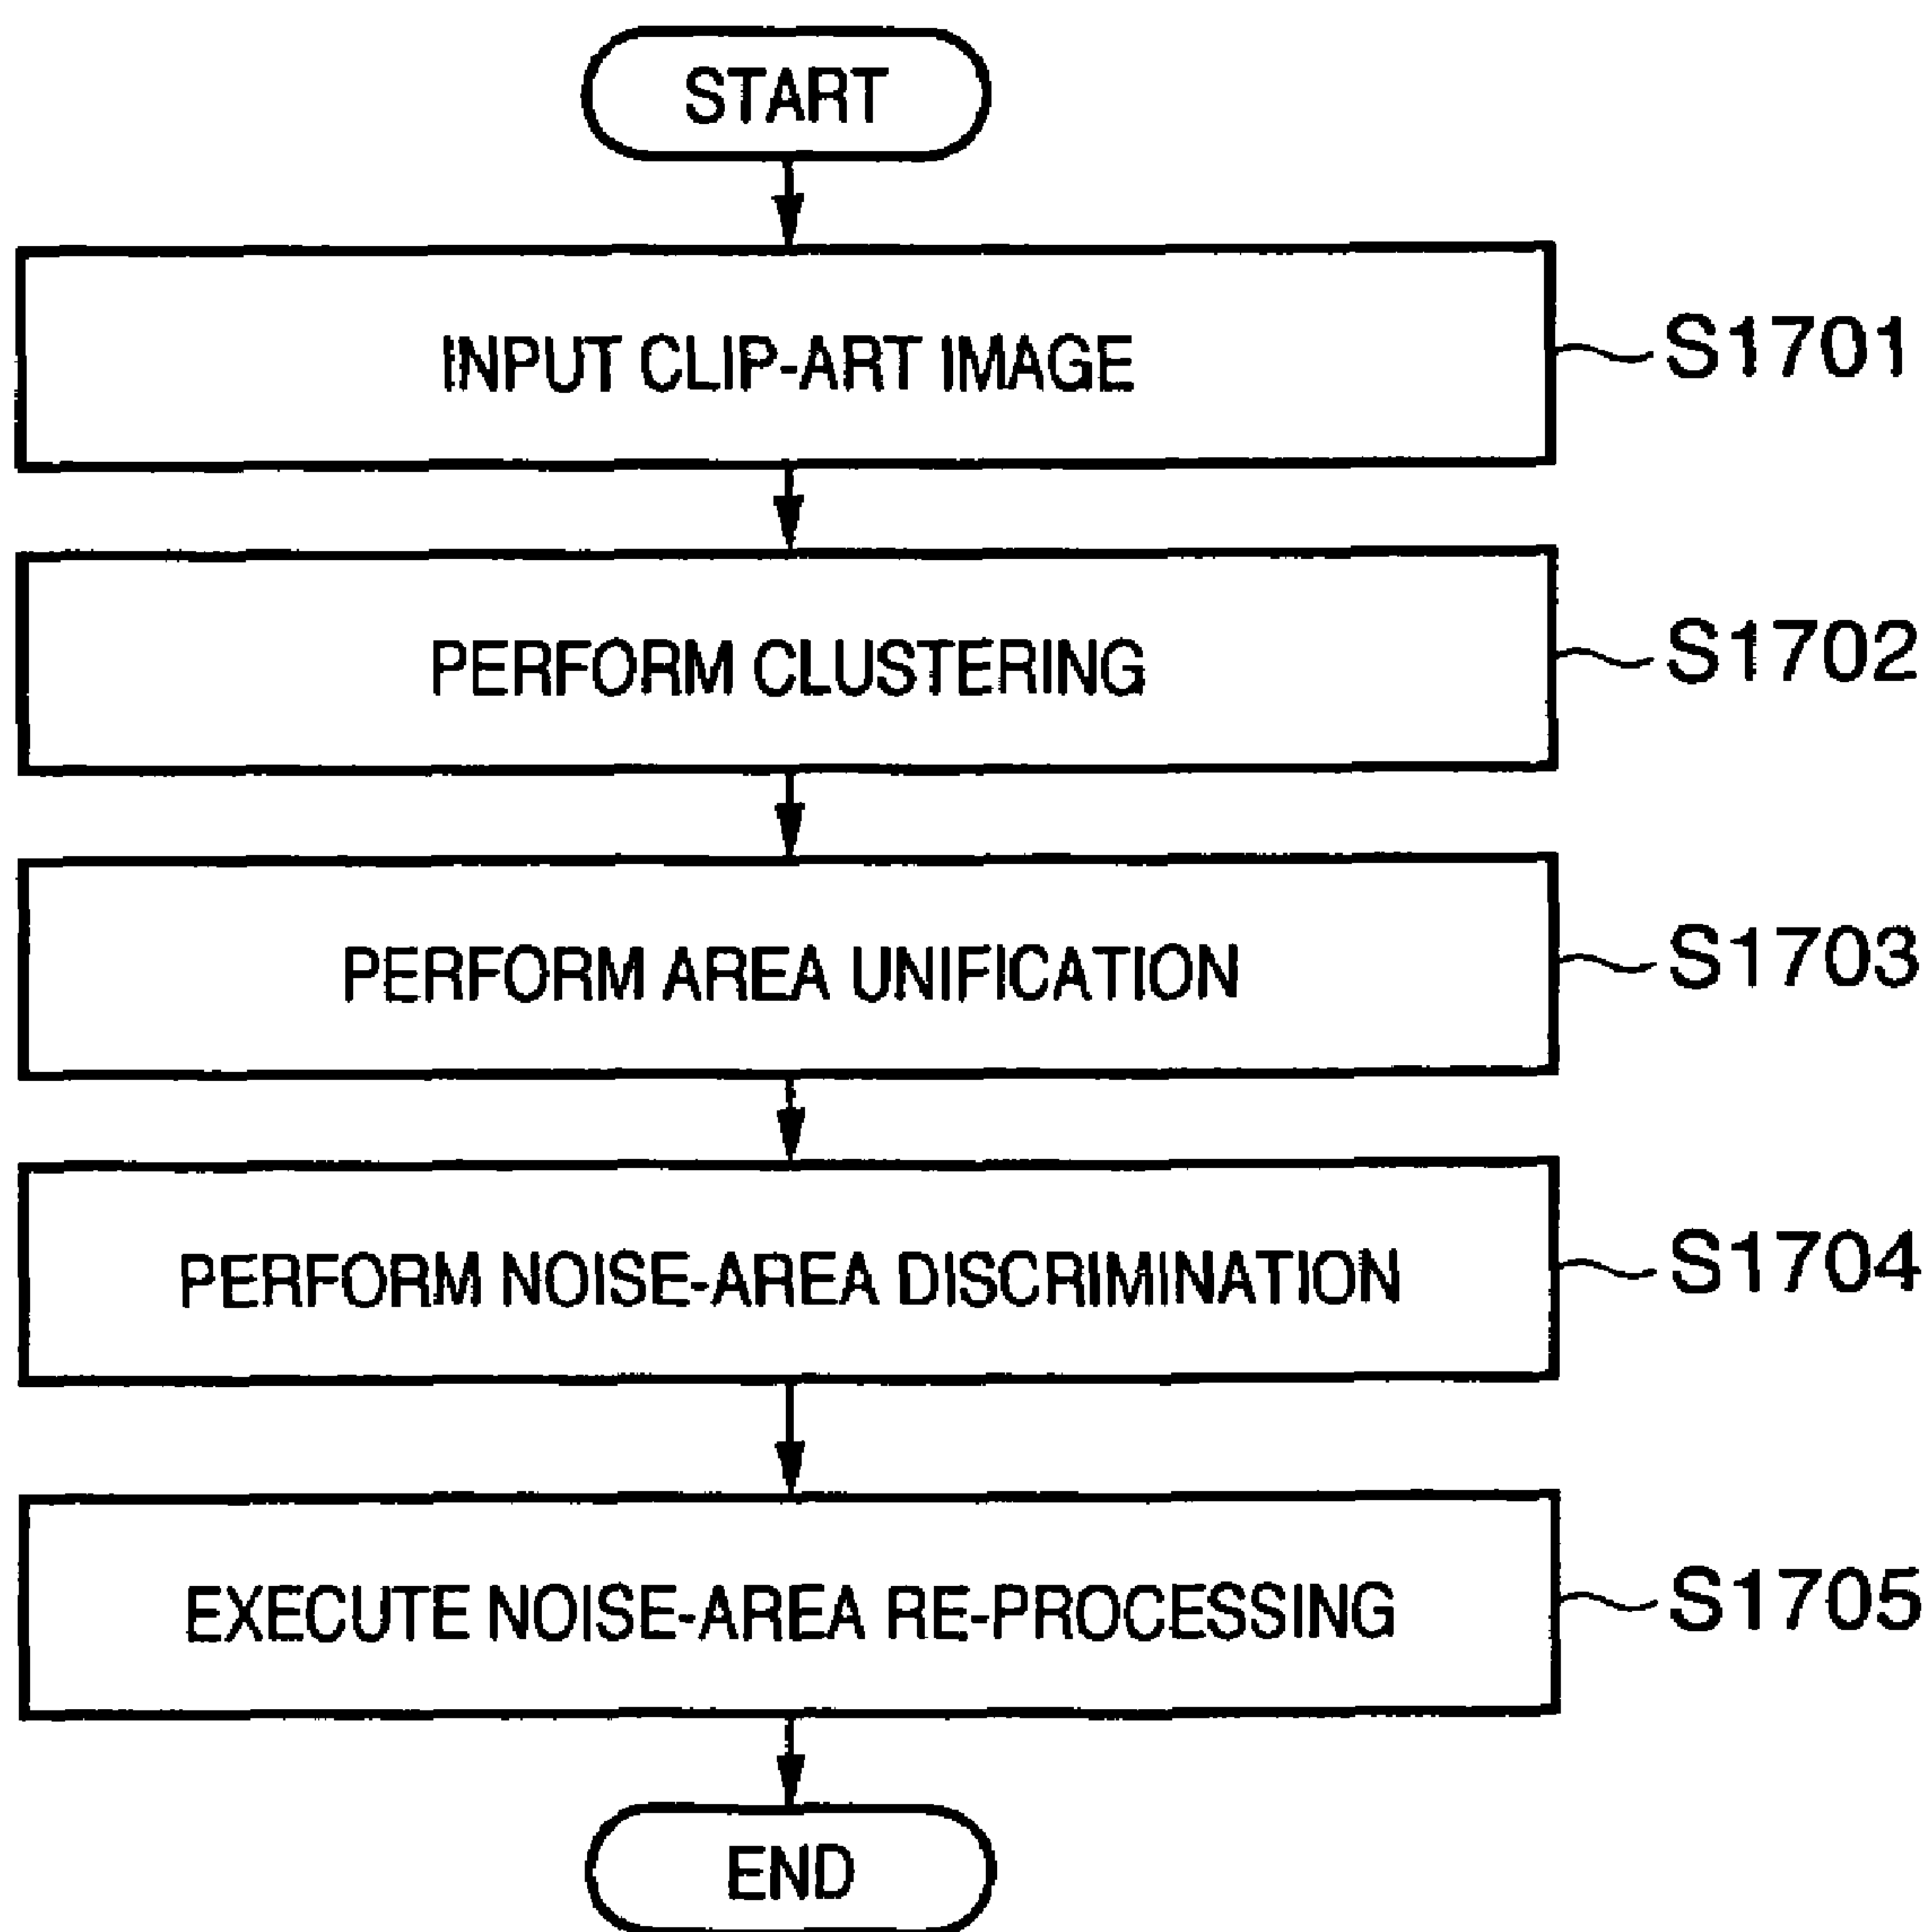 START
INPUT CLIP-ART IMAGE
S1701
PERFORM CLUSTERING
S1702
PERFORM AREA UNIFICATION
S1703
PERFORM NOISE-AREA DISCRIMINATION
S1704
EXECUTE NOISE-AREA RE-PROCESSING
S1705
END